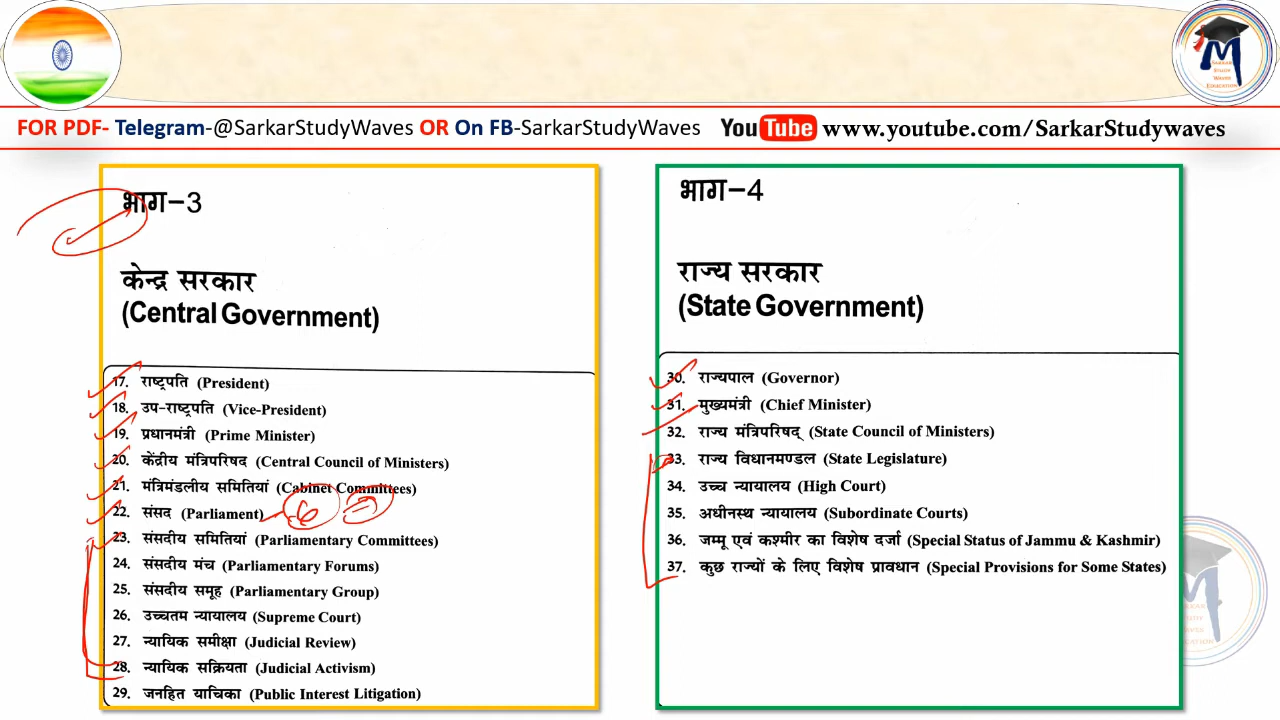 SARKAR
STUDY
WAVES
EDUCATION
FOR PDF- Telegram-@SarkarStudyWaves OR On FB-SarkarStudyWaves
YouTube www.youtube.com/SarkarStudywaves
भाग-3
केन्द्र सरकार
(Central Government)
17. राष्ट्रपति (President)
18. उप-राष्ट्रपति (Vice-President)
19. प्रधानमंत्री (Prime Minister)
20. केंद्रीय मंत्रिपरिषद (Central Council of Ministers)
21. मंत्रिमंडलीय समितियां (Cabinet Committees)
22. संसद (Parliament)
23. संसदीय समितियां (Parliamentary Committees)
24. संसदीय मंच (Parliamentary Forums)
25. संसदीय समूह (Parliamentary Group)
26. उच्चतम न्यायालय (Supreme Court)
27. न्यायिक समीक्षा (Judicial Review)
28. न्यायिक सक्रियता (Judicial Activism)
29. जनहित याचिका (Public Interest Litigation)
भाग-4
राज्य सरकार
(State Government)
30. राज्यपाल (Governor)
31. मुख्यमंत्री (Chief Minister)
32. राज्य मंत्रिपरिषद् (State Council of Ministers)
33. राज्य विधानमण्डल (State Legislature)
34. उच्च न्यायालय (High Court)
35. अधीनस्थ न्यायालय (Subordinate Courts)
36. जम्मू एवं कश्मीर का विशेष दर्जा (Special Status of Jammu & Kashmir)
37. कुछ राज्यों के लिए विशेष प्रावधान (Special Provisions for Some States)